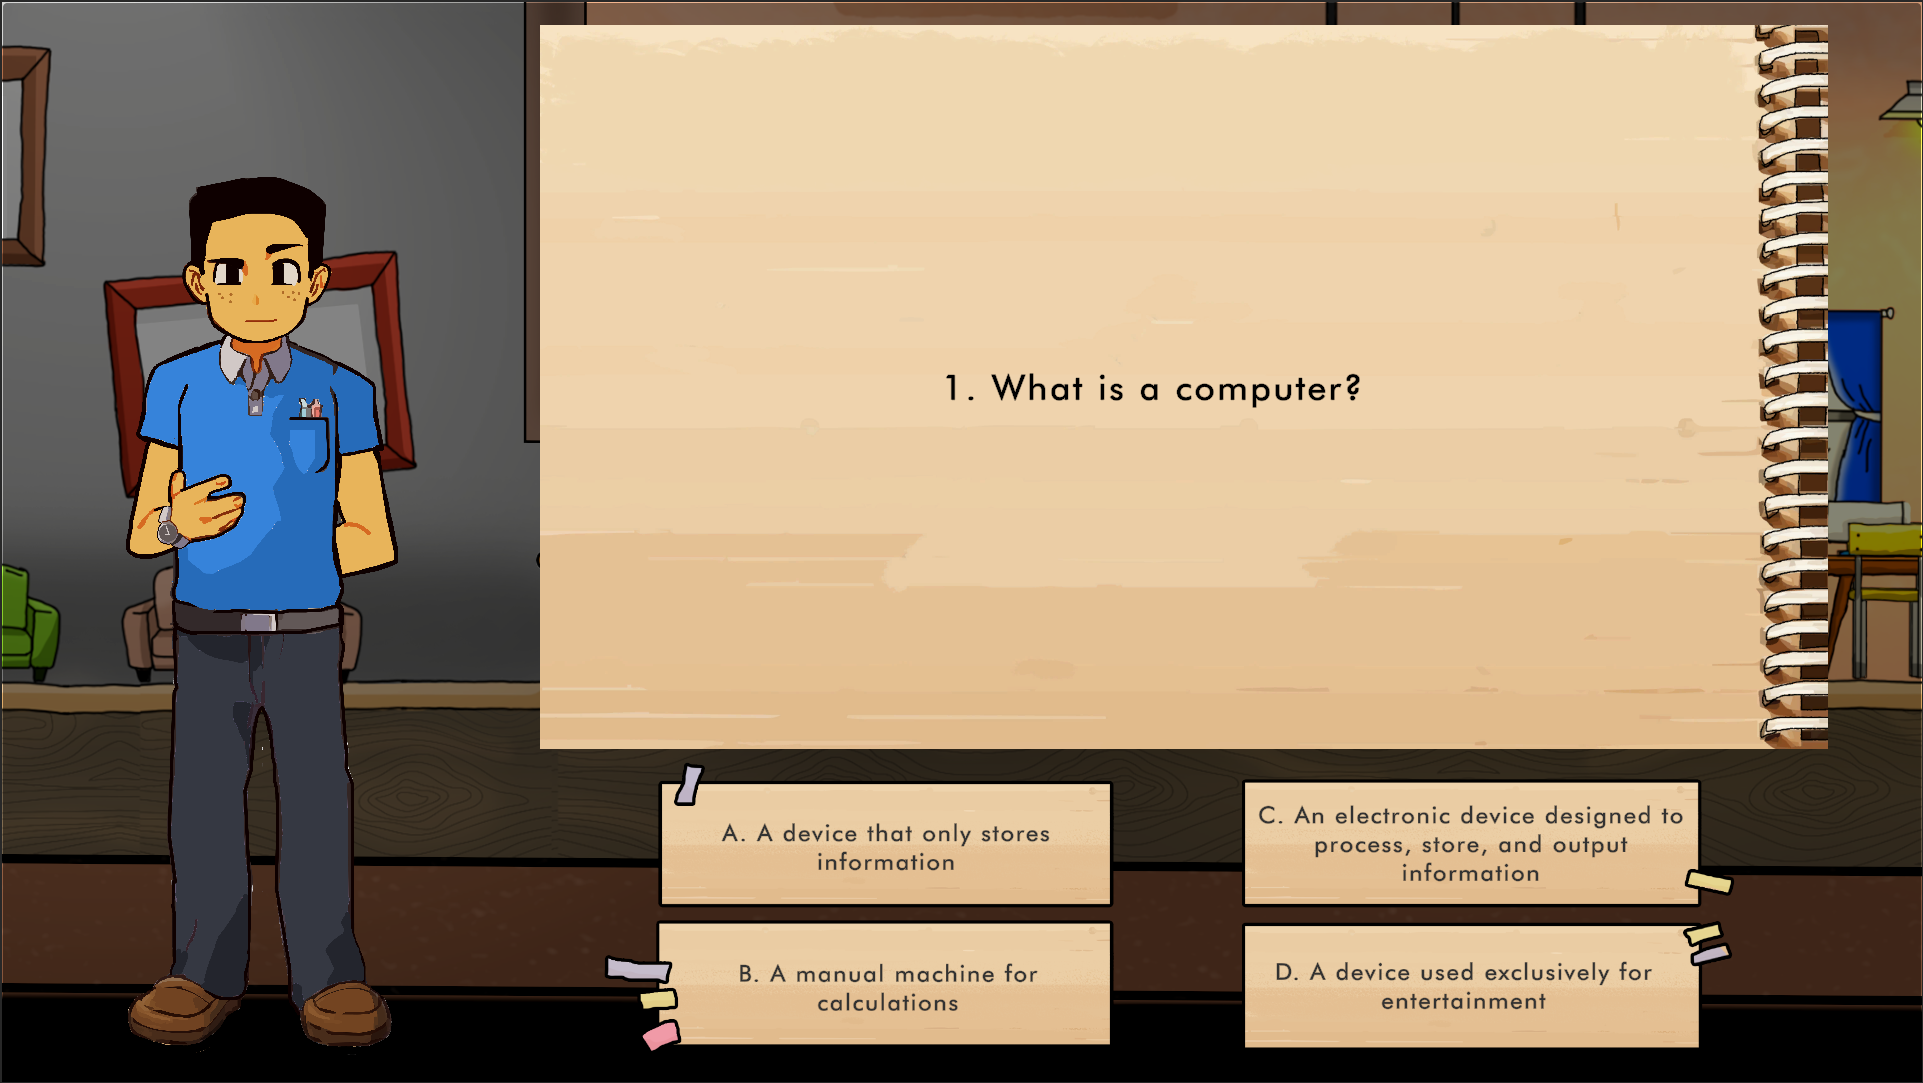 1. What is a computer?
A. A device that only stores
information
B. A manual machine for
calculations
C. An electronic device designed to
process, store, and output
information
D. A device used exclusively for
entertainment